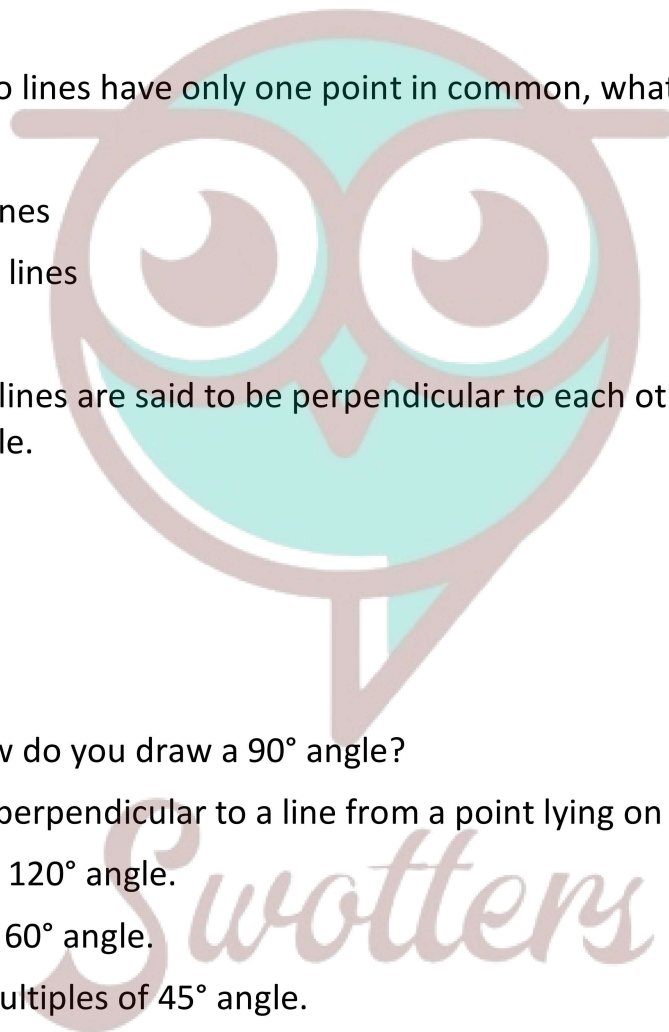 o lines have only one point in common, what
nes
lines
lines are said to be perpendicular to each ot
le.
w do you draw a 90° angle?
perpendicular to a line from a point lying on
120° angle.
60° angle.
ultiples of 45° angle.
Swotters